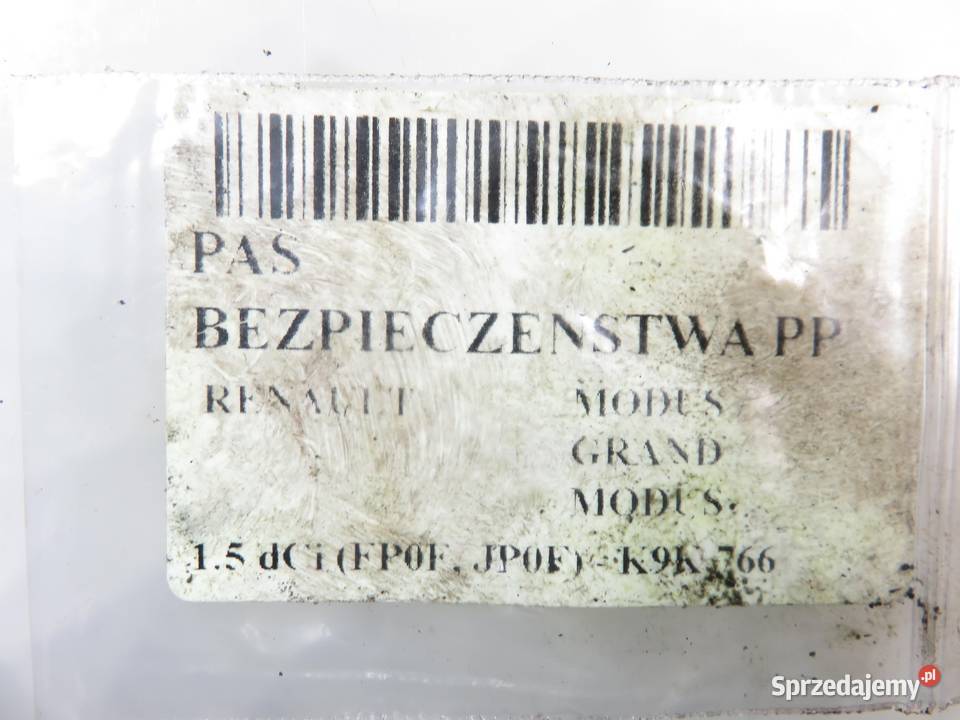 PAS
BEZPIECZENSTWA PP
RENAULT MODUS
GRAND
MODUS
1.5 dCi (FP0F, JP0F) - K9K 766
Sprzedajemy.pl